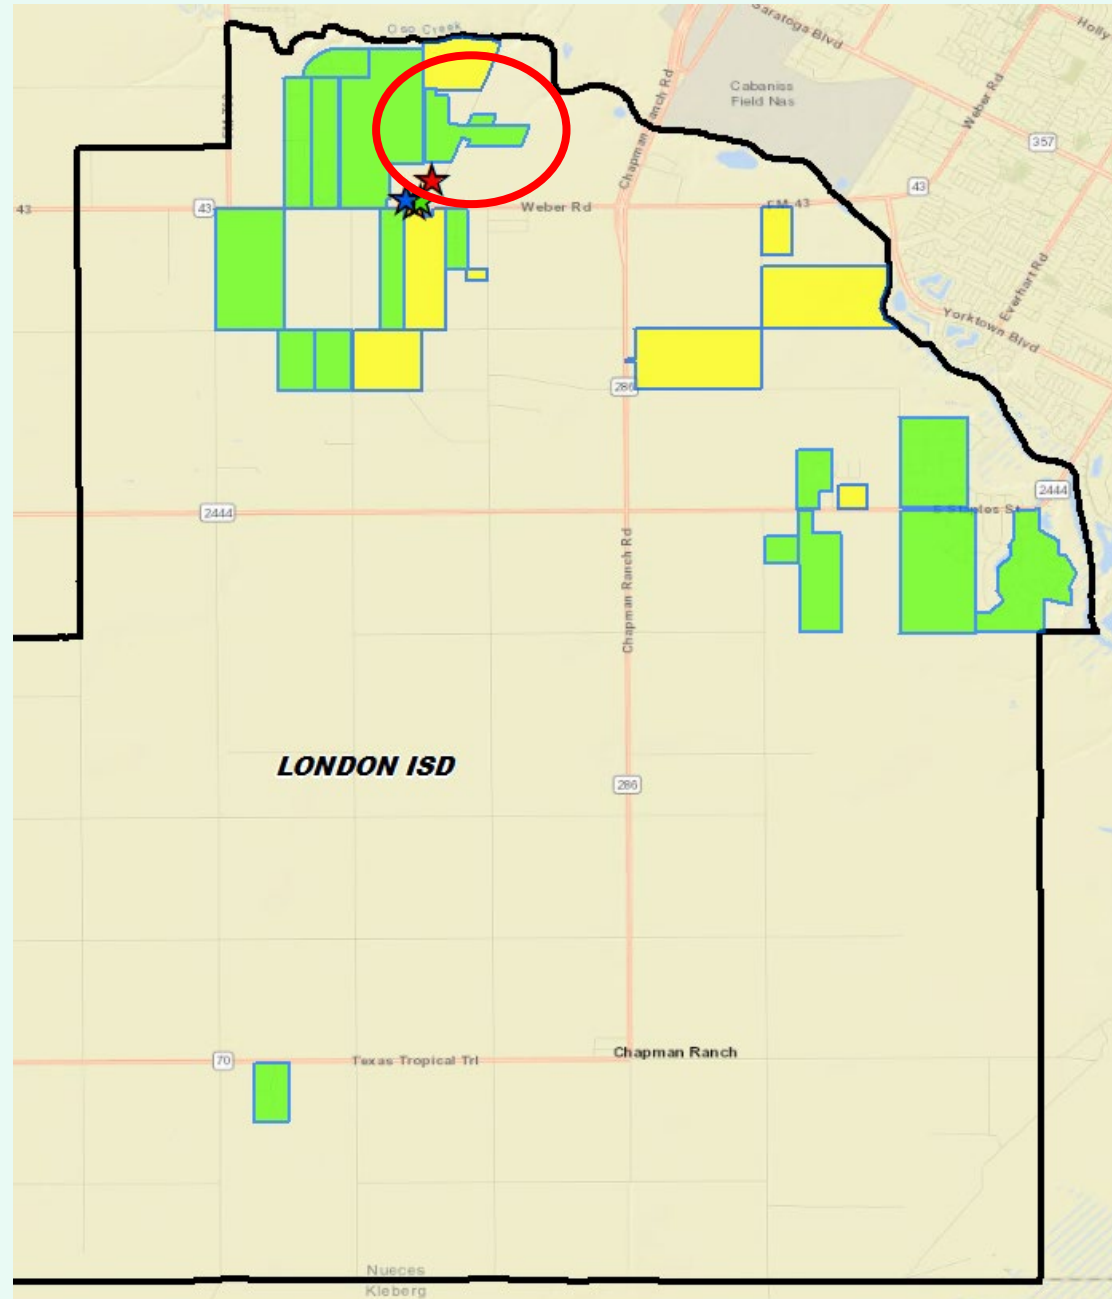 Oso Creek
Saratoga Blvd
Holly
Chapman Ranch Rd
Cabaniss
Field Nas
Weber Rd
357
43
43
43
Weber Rd
FM 43
Everhart Rd
Yorktown Blvd
286
2444
2444
S Staples St
Chapman Ranch Rd
LONDON ISD
286
70
Texas Tropical Trl
Chapman Ranch
Nueces
Kleberg